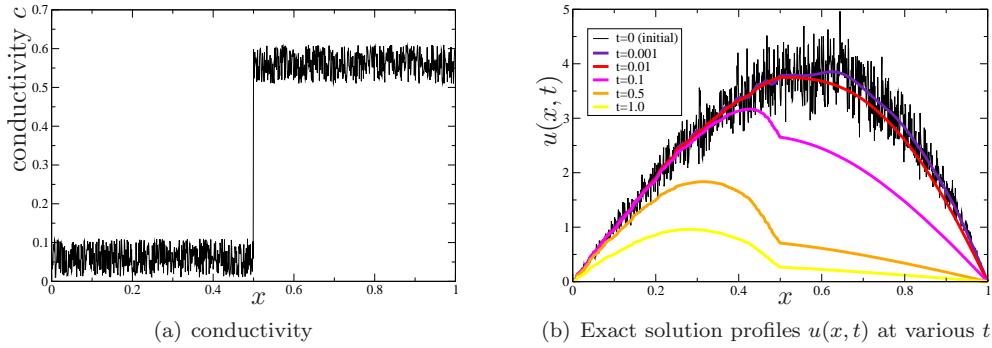 0.7
0.6
0.5
0.4
0.3
0.2
0.1
0
conductivity c
0 0.2 0.4 0.6 0.8 1
x
(a) conductivity
5
4
3
2
1
0
u(x, t)
t=0 (initial)
t=0.001
t=0.01
t=0.1
t=0.5
t=1.0
0 0.2 0.4 0.6 0.8 1
x
(b) Exact solution profiles u(x, t) at various t